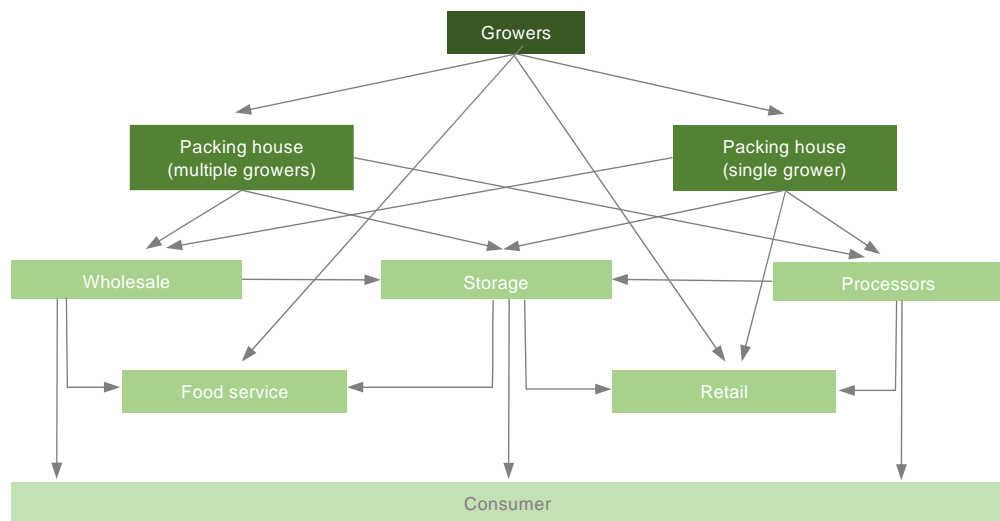 Growers
Packing house
(multiple growers)
Packing house
(single grower)
Wholesale
Storage
Processors
Food service
Retail
Consumer